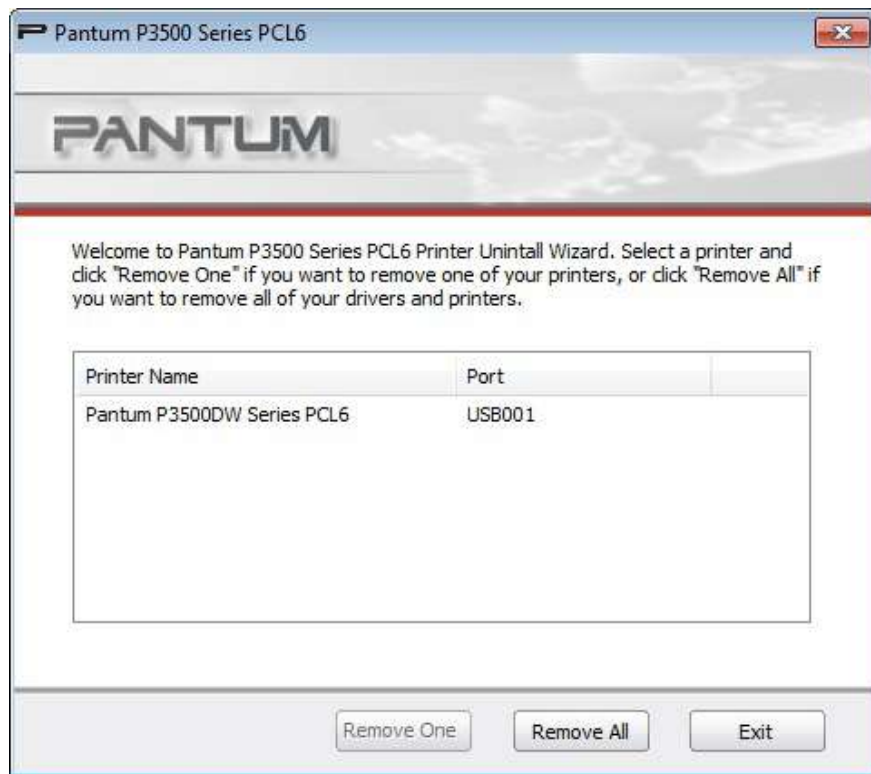 Pantum P3500 Series PCL6
PANTUM
Welcome to Pantum P3500 Series PCL6 Printer Unintall Wizard. Select a printer and
click "Remove One" if you want to remove one of your printers, or click "Remove All" if
you want to remove all of your drivers and printers.
Printer Name Port
Pantum P3500DW Series PCL6 USB001
Remove One Remove All Exit